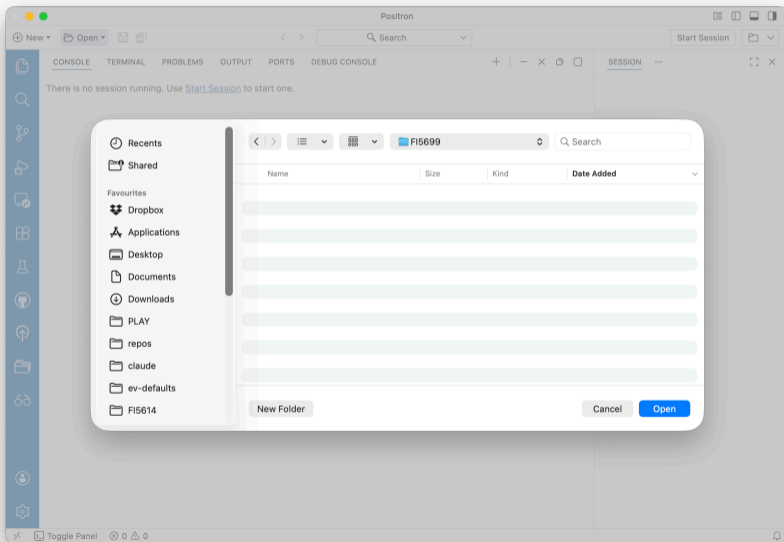 Positron
New
Open
Search
Start Session
CONSOLE TERMINAL PROBLEMS OUTPUT PORTS DEBUG CONSOLE
SESSION
There is no session running. Use Start Session to start one.
Recents
Shared
Favourites
Dropbox
Applications
Desktop
Documents
Downloads
PLAY
repos
claude
ev-defaults
FI5614
FI5699
Search
Name Size Kind Date Added
New Folder
Cancel
Open
Toggle Panel 0 0